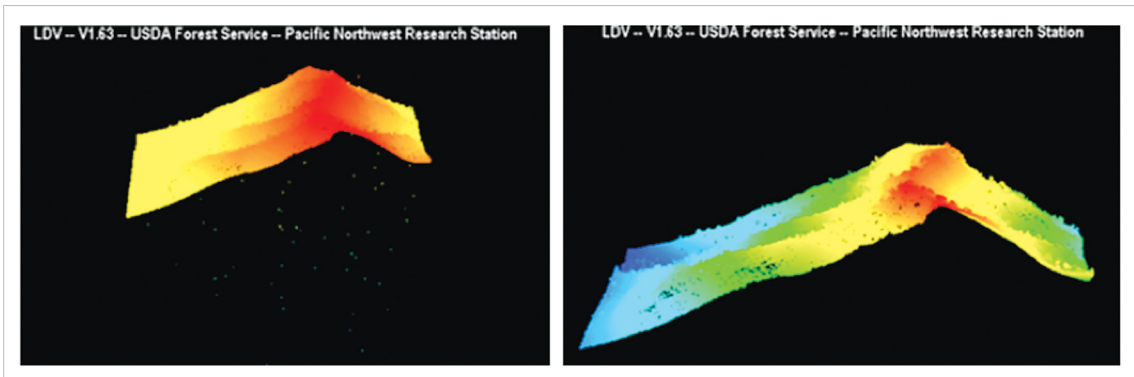 LDV -- V1.63 -- USDA Forest Service -- Pacific Northwest Research Station
LDV -- V1.63 -- USDA Forest Service -- Pacific Northwest Research Station